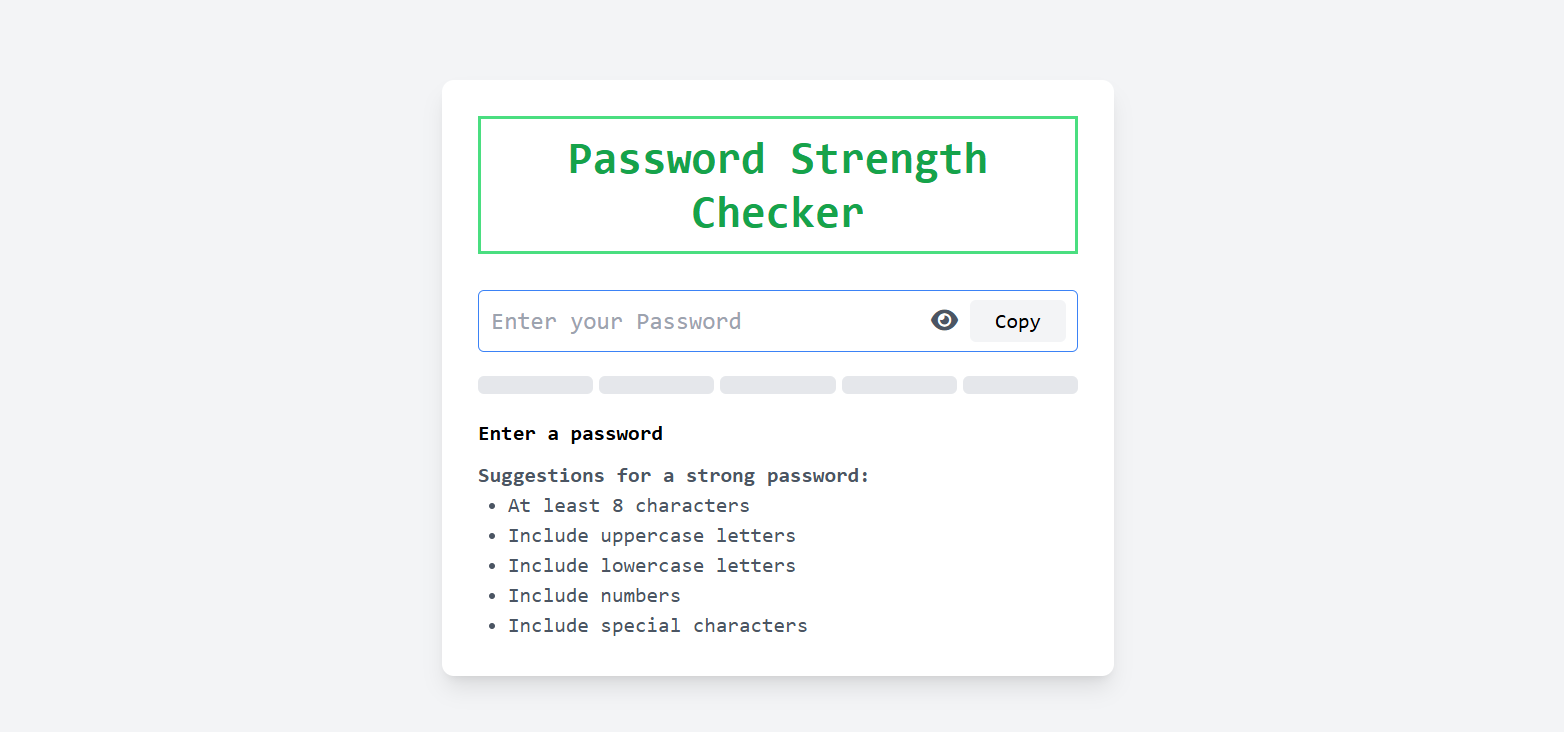 Password Strength
Checker
Enter your Password
Copy
Enter a password
Suggestions for a strong password:
• At least 8 characters
• Include uppercase letters
• Include lowercase letters
• Include numbers
• Include special characters